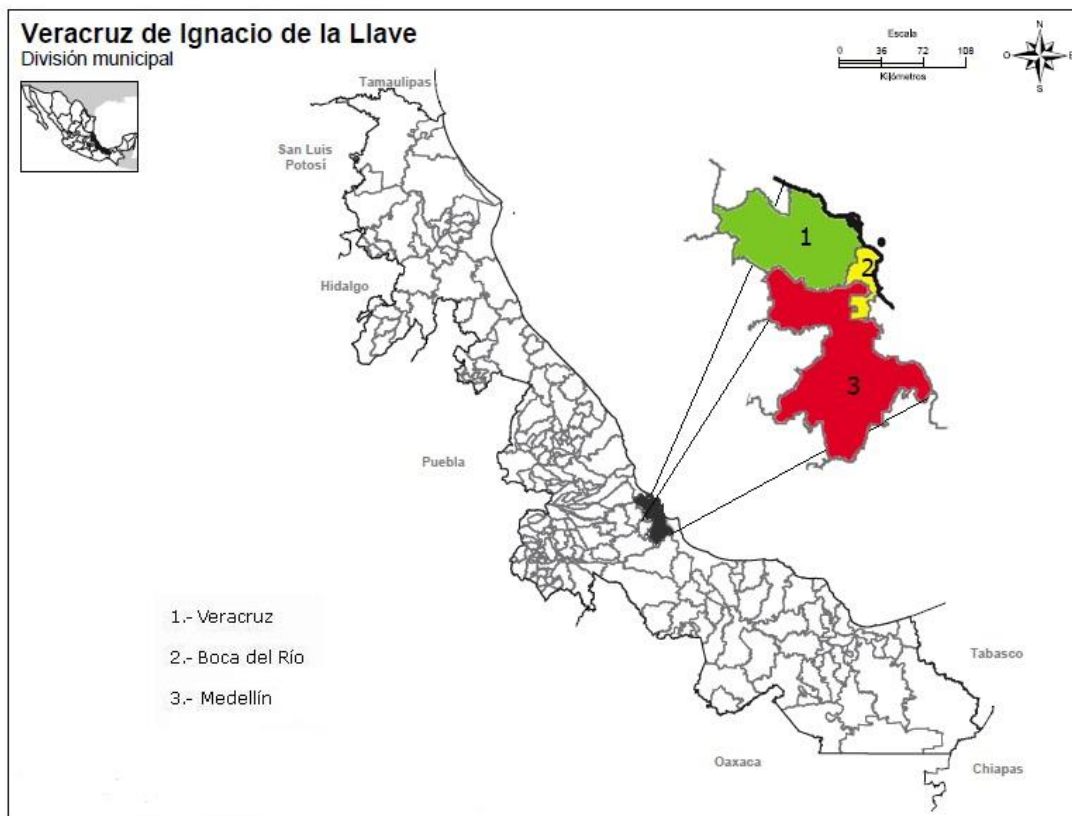 Veracruz de Ignacio de la Llave
División municipal
Escala
0 36 72 108
Kilómetros
N
O E
S
Tamaulipas
San Luis
Potosí
Hidalgo
Puebla
1
2
3
1.- Veracruz
2.- Boca del Río
3.- Medellín
Tabasco
Oaxaca
Chiapas